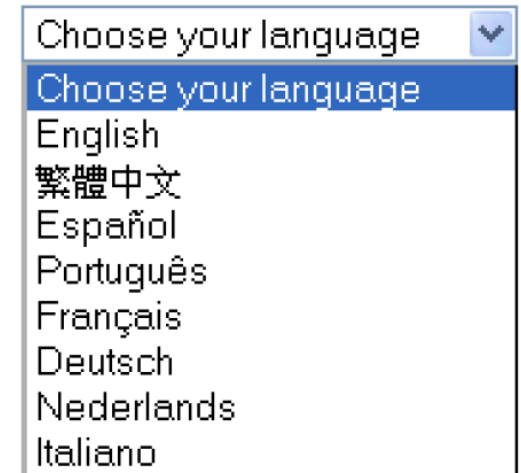 Choose your language
Choose your language
English
繁體中文
Español
Português
Français
Deutsch
Nederlands
Italiano